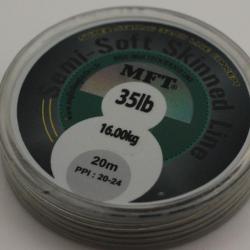 Semi-Soft Skinned Line
MFT
35lb
16.00kg
20m
PPI : 20-24